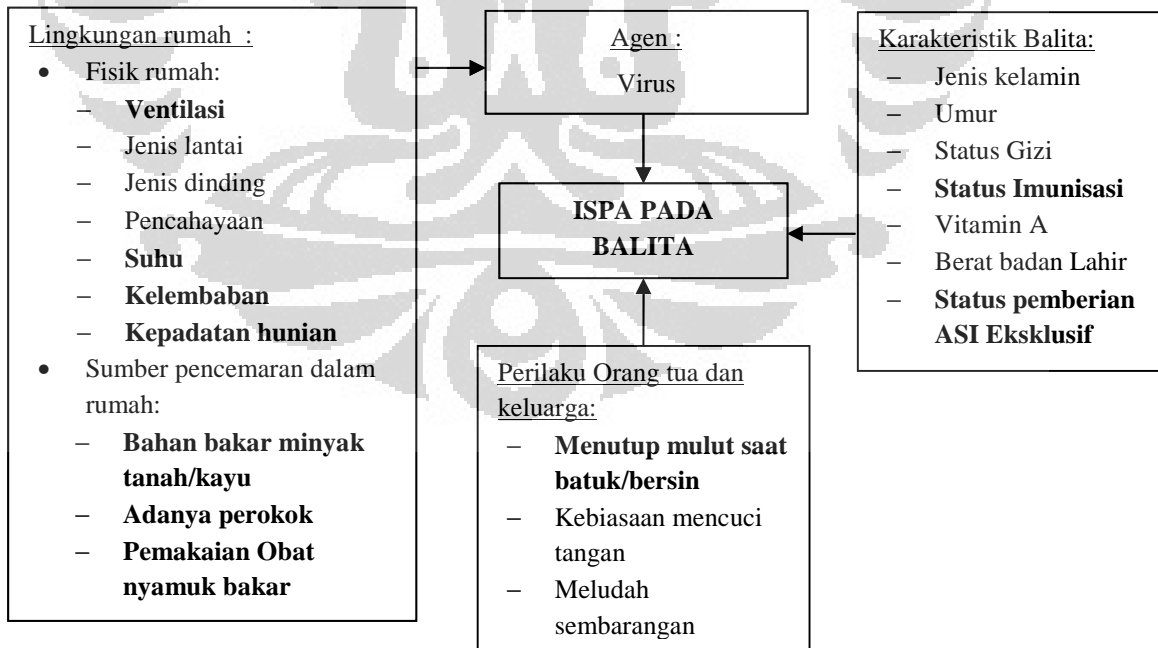 Lingkungan rumah :
• Fisik rumah:
– Ventilasi
– Jenis lantai
– Jenis dinding
– Pencahayaan
– Suhu
– Kelembaban
– Kepadatan hunian
• Sumber pencemaran dalam
rumah:
– Bahan bakar minyak
tanah/kayu
– Adanya perokok
– Pemakaian Obat
nyamuk bakar
Agen :
Virus
ISPA PADA
BALITA
Perilaku Orang tua dan
keluarga:
– Menutup mulut saat
batuk/bersin
– Kebiasaan mencuci
tangan
– Meludah
sembarangan
Karakteristik Balita:
– Jenis kelamin
– Umur
– Status Gizi
– Status Imunisasi
– Vitamin A
– Berat badan Lahir
– Status pemberian
ASI Eksklusif